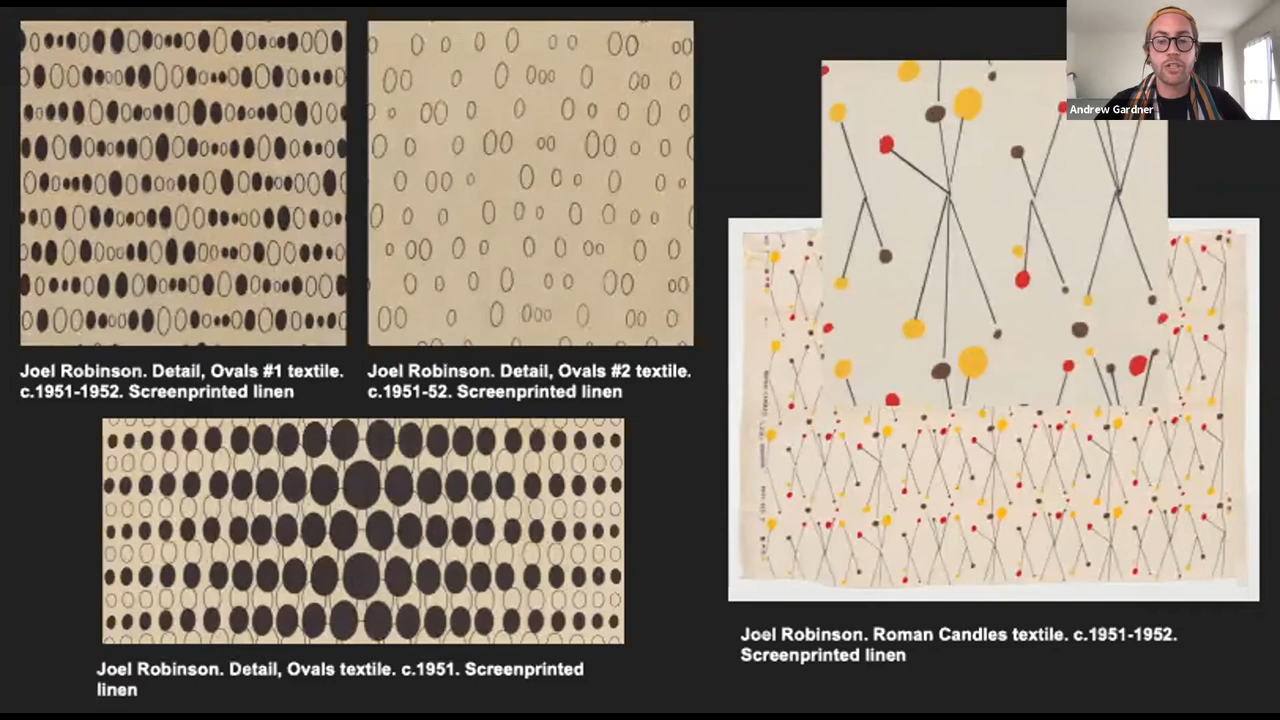 Andrew Gardner
Joel Robinson. Detail, Ovals #1 textile.
c.1951-1952. Screenprinted linen
Joel Robinson. Detail, Ovals #2 textile.
c.1951-52. Screenprinted linen
Joel Robinson. Detail, Ovals textile. c.1951. Screenprinted
linen
Joel Robinson. Roman Candles textile. c.1951-1952.
Screenprinted linen